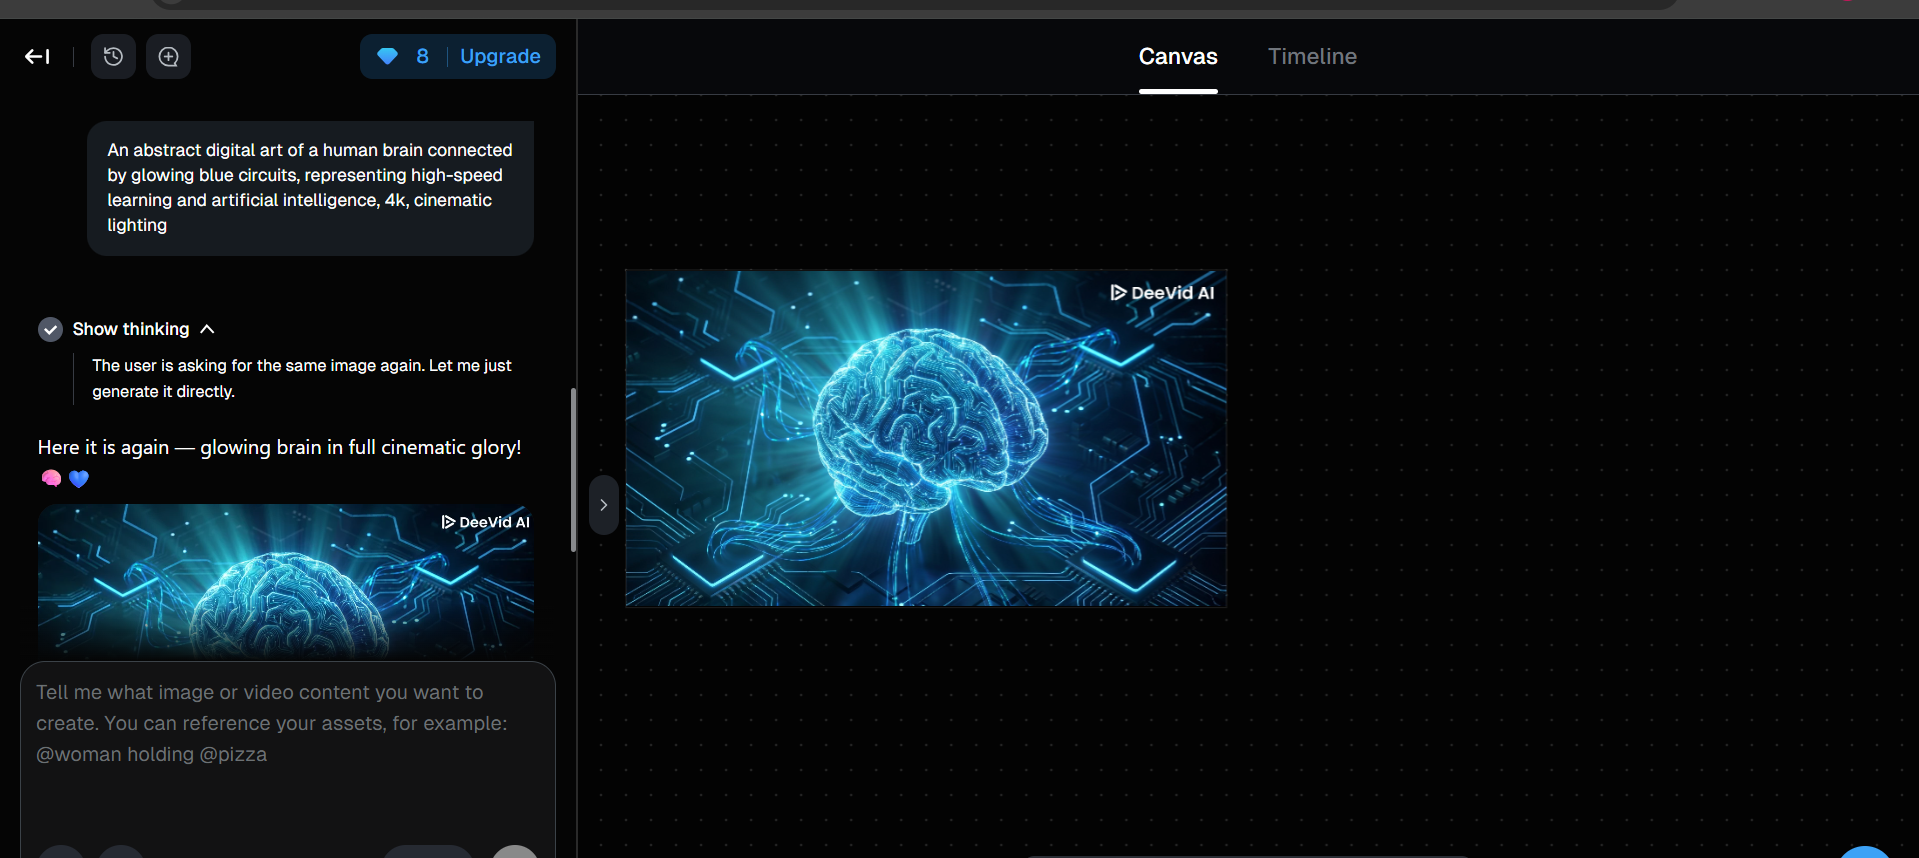 8 Upgrade
Canvas Timeline
An abstract digital art of a human brain connected
by glowing blue circuits, representing high-speed
learning and artificial intelligence, 4k, cinematic
lighting
Show thinking
The user is asking for the same image again. Let me just
generate it directly.
Here it is again — glowing brain in full cinematic glory!
🧠 💙
DeeVid AI
Tell me what image or video content you want to
create. You can reference your assets, for example:
@woman holding @pizza
DeeVid AI